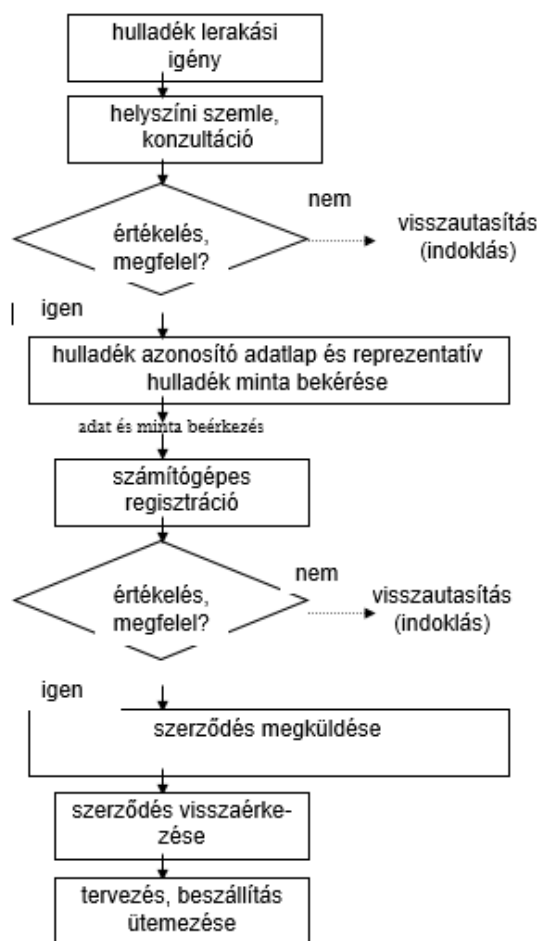 hulladék lerakási
igény
helyszíni szemle,
konzultáció
nem
értékelés,
megfelel?
visszautasítás
(indoklás)
igen
hulladék azonosító adatlap és reprezentatív
hulladék minta bekérése
adat és minta beérkezés
számítógépes
regisztráció
nem
értékelés,
megfelel?
visszautasítás
(indoklás)
igen
szerződés megküldése
szerződés visszaérke-
zése
tervezés, beszállítás
ütemezése